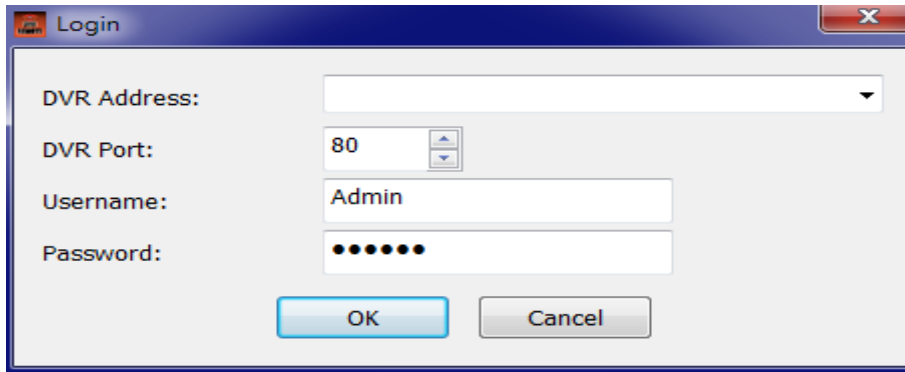 Login
DVR Address:
DVR Port: 80
Username: Admin
Password: ●●●●●●
OK Cancel